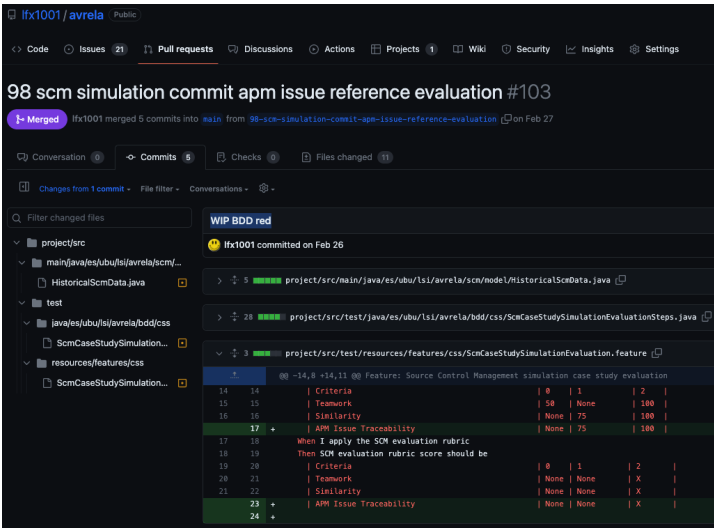 lfx1001 / avrela Public
Code Issues 21 Pull requests Discussions Actions Projects 1 Wiki Security Insights Settings
98 scm simulation commit apm issue reference evaluation #103
Merged lfx1001 merged 5 commits into main from 98-scm-simulation-commit-apm-issue-reference-evaluation on Feb 27
Conversation 0 Commits 5 Checks 0 Files changed 11
Changes from 1 commit File filter Conversations
Filter changed files
project/src
main/java/es/ubu/lsi/avrela/scm/...
HistoricalScmData.java
test
java/es/ubu/lsi/avrela/bdd/css
ScmCaseStudySimulation...
resources/features/css
ScmCaseStudySimulation...
WIP BDD red
lfx1001 committed on Feb 26
5 project/src/main/java/es/ubu/lsi/avrela/scm/model/HistoricalScmData.java
28 project/src/test/java/es/ubu/lsi/avrela/bdd/css/ScmCaseStudySimulationEvaluationSteps.java
3 project/src/test/resources/features/css/ScmCaseStudySimulationEvaluation.feature
@@ -14,8 +14,11 @@ Feature: Source Control Management simulation case study evaluation
14 14 | Criteria | 0 | 1 | 2 |
15 15 | Teamwork | 50 | None | 100 |
16 16 | Similarity | None | 75 | 100 |
17 + | APM Issue Traceability | None | 75 | 100 |
17 18 When I apply the SCM evaluation rubric
18 19 Then SCM evaluation rubric score should be
19 20 | Criteria | 0 | 1 | 2 |
20 21 | Teamwork | None | None | X |
21 22 | Similarity | None | None | X |
23 + | APM Issue Traceability | None | None | X |
24 +